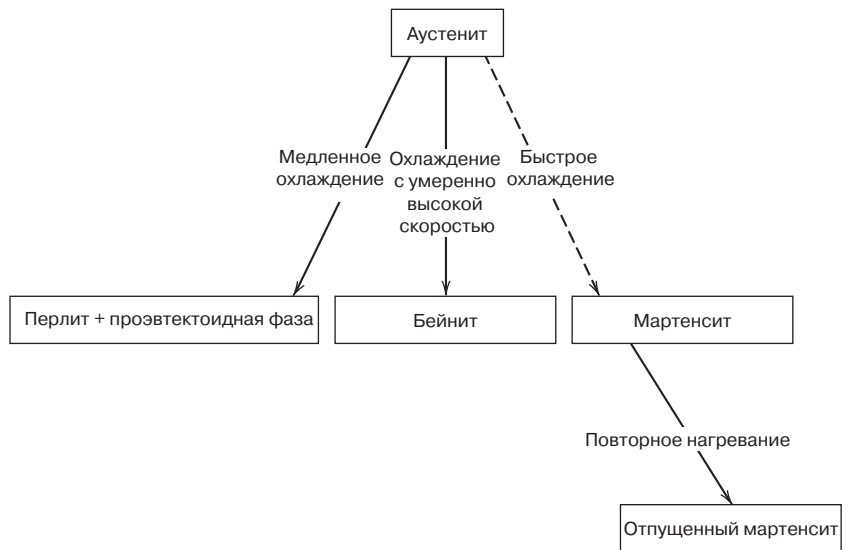 Аустенит
Медленное
охлаждение
Охлаждение
с умеренно
высокой
скоростью
Быстрое
охлаждение
Перлит + проэвтектоидная фаза
Бейнит
Мартенсит
Повторное нагревание
Отпущенный мартенсит